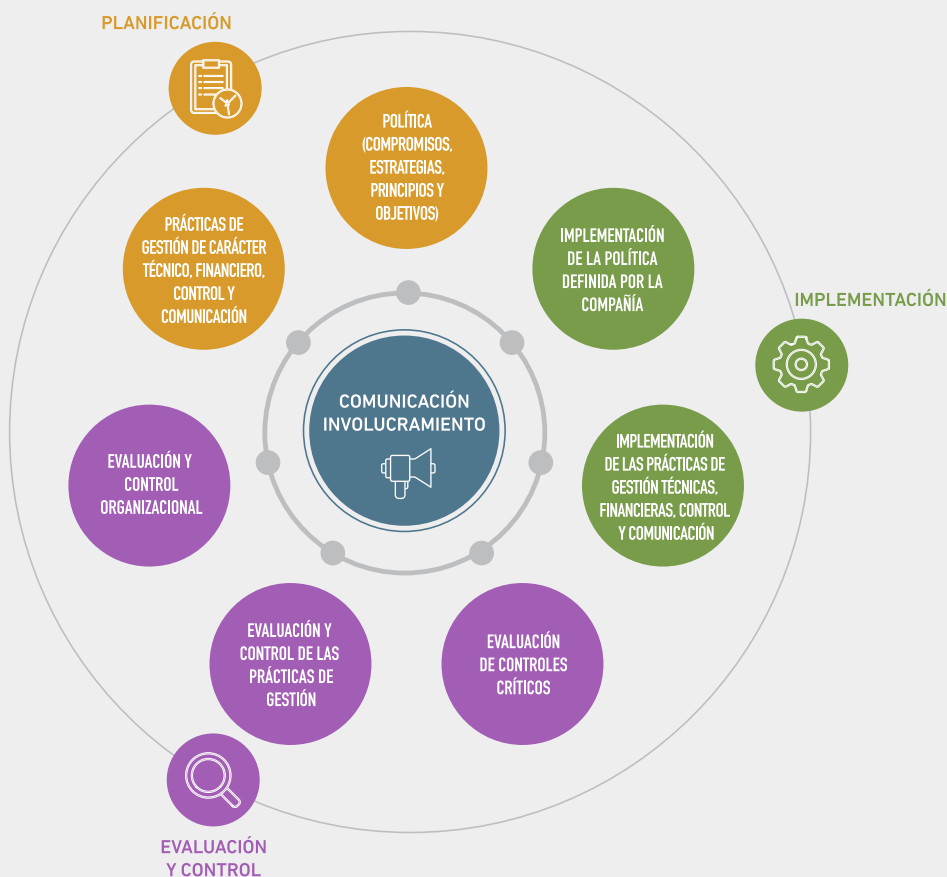 PLANIFICACIÓN
POLÍTICA
(COMPROMISOS,
ESTRATEGIAS,
PRINCIPIOS Y
OBJETIVOS)
PRÁCTICAS DE
GESTIÓN DE CARÁCTER
TÉCNICO, FINANCIERO,
CONTROL Y
COMUNICACIÓN
IMPLEMENTACIÓN
DE LA POLÍTICA
DEFINIDA POR LA
COMPAÑÍA
IMPLEMENTACIÓN
COMUNICACIÓN
INVOLUCRAMIENTO
IMPLEMENTACIÓN
DE LAS PRÁCTICAS DE
GESTIÓN TÉCNICAS,
FINANCIERAS, CONTROL
Y COMUNICACIÓN
EVALUACIÓN Y
CONTROL
ORGANIZACIONAL
EVALUACIÓN Y
CONTROL DE LAS
PRÁCTICAS DE
GESTIÓN
EVALUACIÓN
DE CONTROLES
CRÍTICOS
EVALUACIÓN
Y CONTROL